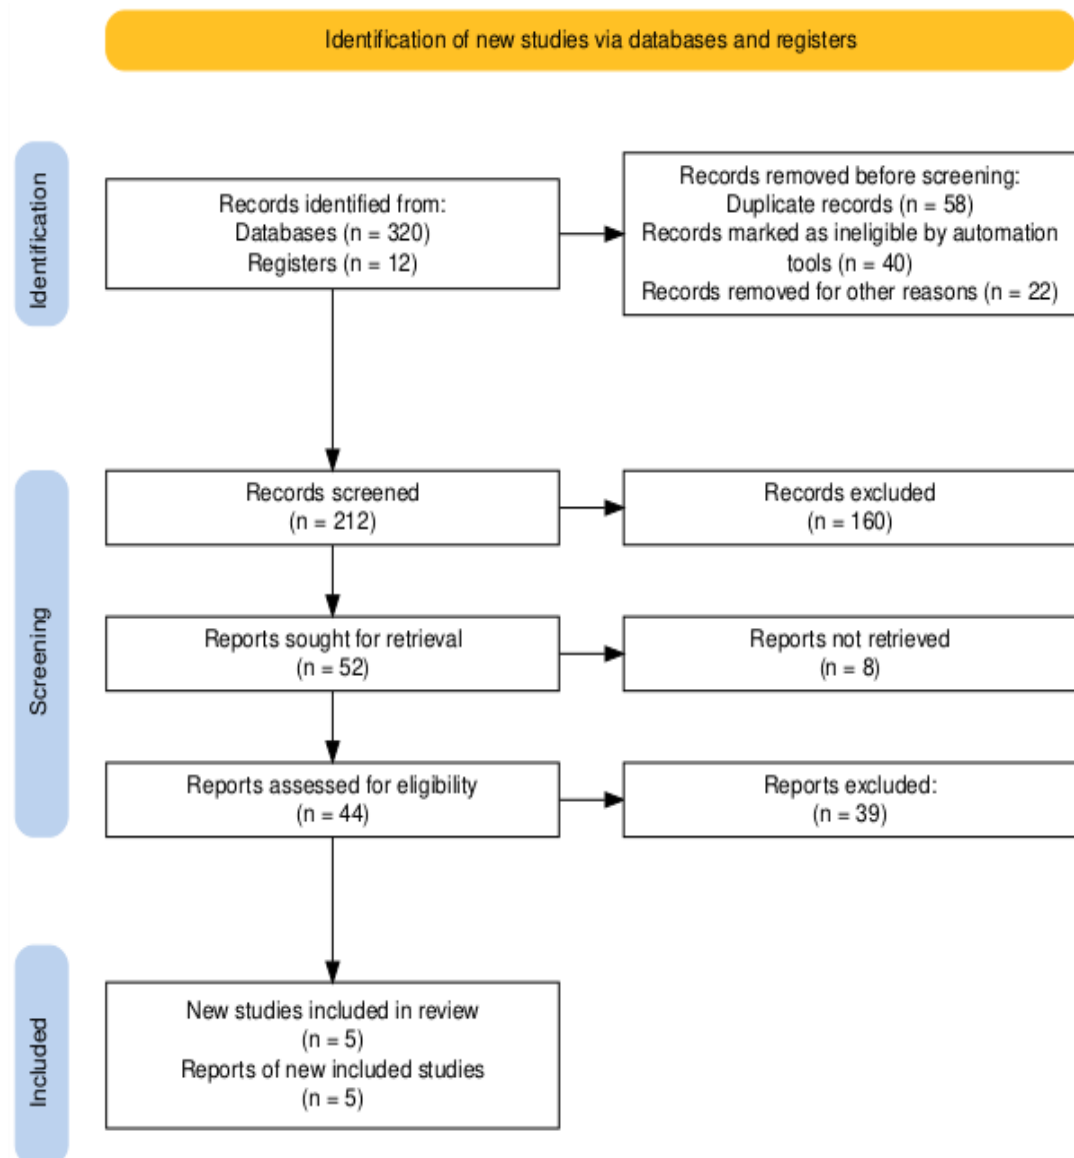 Identification of new studies via databases and registers
Identification
Records identified from:
Databases (n = 320)
Registers (n = 12)
Records removed before screening:
Duplicate records (n = 58)
Records marked as ineligible by automation
tools (n = 40)
Records removed for other reasons (n = 22)
Screening
Records screened
(n = 212)
Records excluded
(n = 160)
Reports sought for retrieval
(n = 52)
Reports not retrieved
(n = 8)
Reports assessed for eligibility
(n = 44)
Reports excluded:
(n = 39)
Included
New studies included in review
(n = 5)
Reports of new included studies
(n = 5)